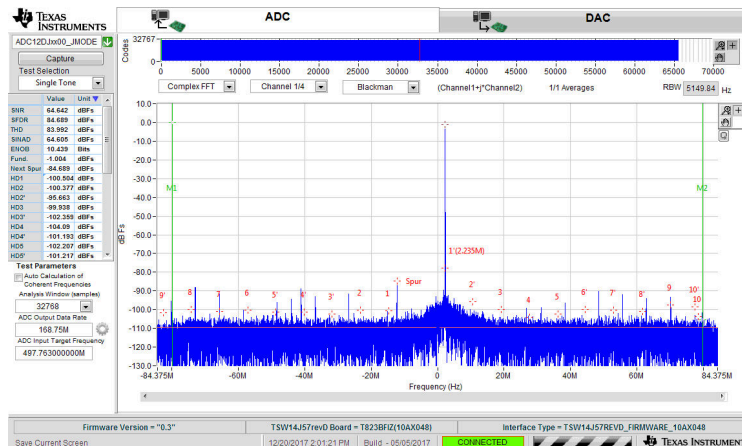 TEXAS INSTRUMENTS
ADC
DAC
ADC12DJxx00_JMODE
Capture
Test Selection
Single Tone
Value Unit
SNR 64.642 dBFs
SFDR 84.689 dBFs
THD 83.992 dBFs
SINAD 64.605 dBFs
ENOB 10.439 Bits
Fund. -1.004 dBFs
Next Spur -84.689 dBFs
HD1 -100.504 dBFs
HD2 -100.377 dBFs
HD2' -95.663 dBFs
HD3 -99.938 dBFs
HD3' -102.359 dBFs
HD4 -104.09 dBFs
HD4' -101.193 dBFs
HD5 -102.207 dBFs
HD5' -101.217 dBFs
Test Parameters
Auto Calculation of
Coherent Frequencies
Analysis Window (samples)
32768
ADC Output Data Rate
168.75M
ADC Input Target Frequency
497.763000000M
Codes
32767
0
0 5000 10000 15000 20000 25000 30000 35000 40000 45000 50000 55000 60000 65000 70000
Complex FFT
Channel 1/4
Blackman
(Channel1+j*Channel2)
1/1 Averages
RBW 5149.84 Hz
dB Fs
10.0
0.0
-10.0
-20.0
-30.0
-40.0
-50.0
-60.0
-70.0
-80.0
-90.0
-100.0
-110.0
-120.0
-130.0
M1
M2
1'(2.235M)
Spur
9' 8 7 6 5' 4' 3' 2 1 2' 3 4 5 6' 7' 8' 9 10' 10
-84.375M -60M -40M -20M 0 20M 40M 60M 84.375M
Frequency (Hz)
Firmware Version = "0.3"
TSW14J57revD Board = T823BFIZ(10AX048)
Interface Type = TSW14J57REVD_FIRMWARE_10AX048
Save Current Screen
12/20/2017 2:01:21 PM
Build - 05/05/2017
CONNECTED
TEXAS INSTRUMENTS